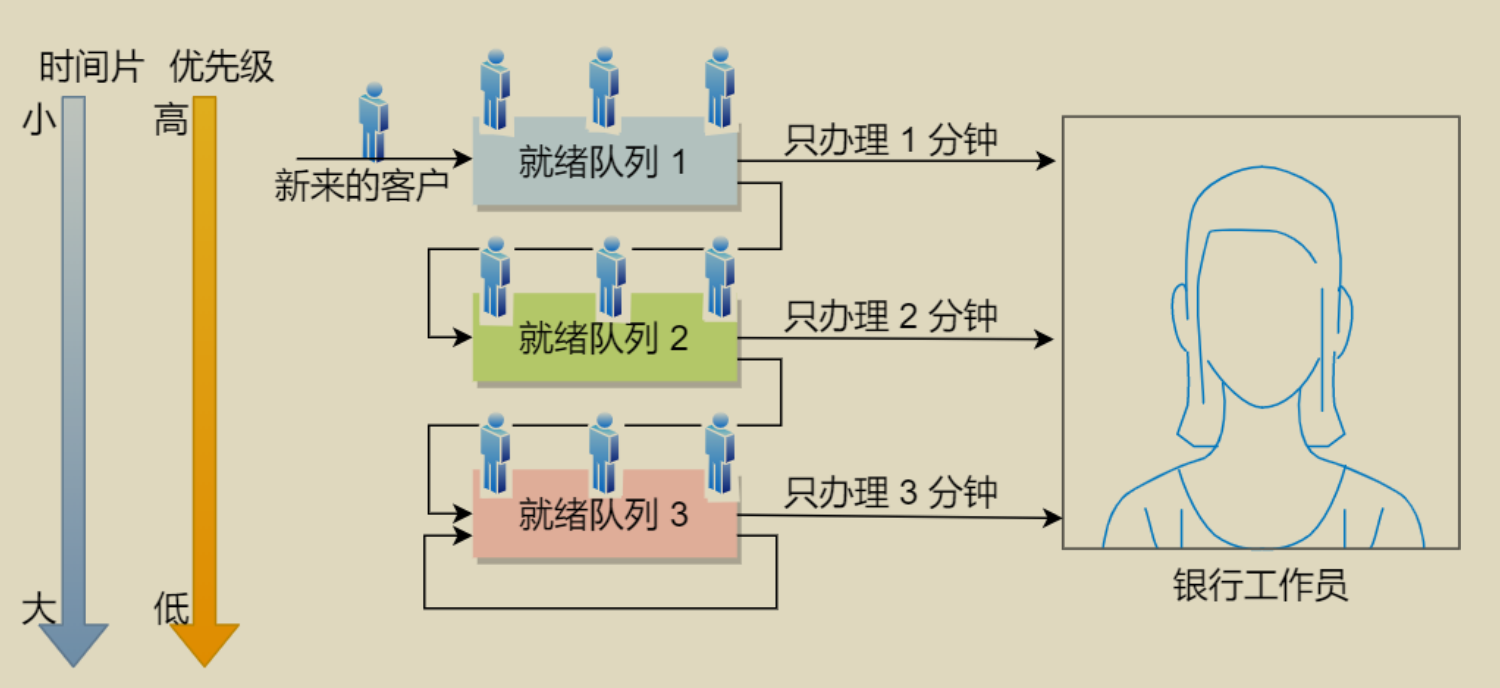 时间片 优先级
小 高
新来的客户
就绪队列 1
只办理 1 分钟
就绪队列 2
只办理 2 分钟
就绪队列 3
只办理 3 分钟
大 低
银行工作员